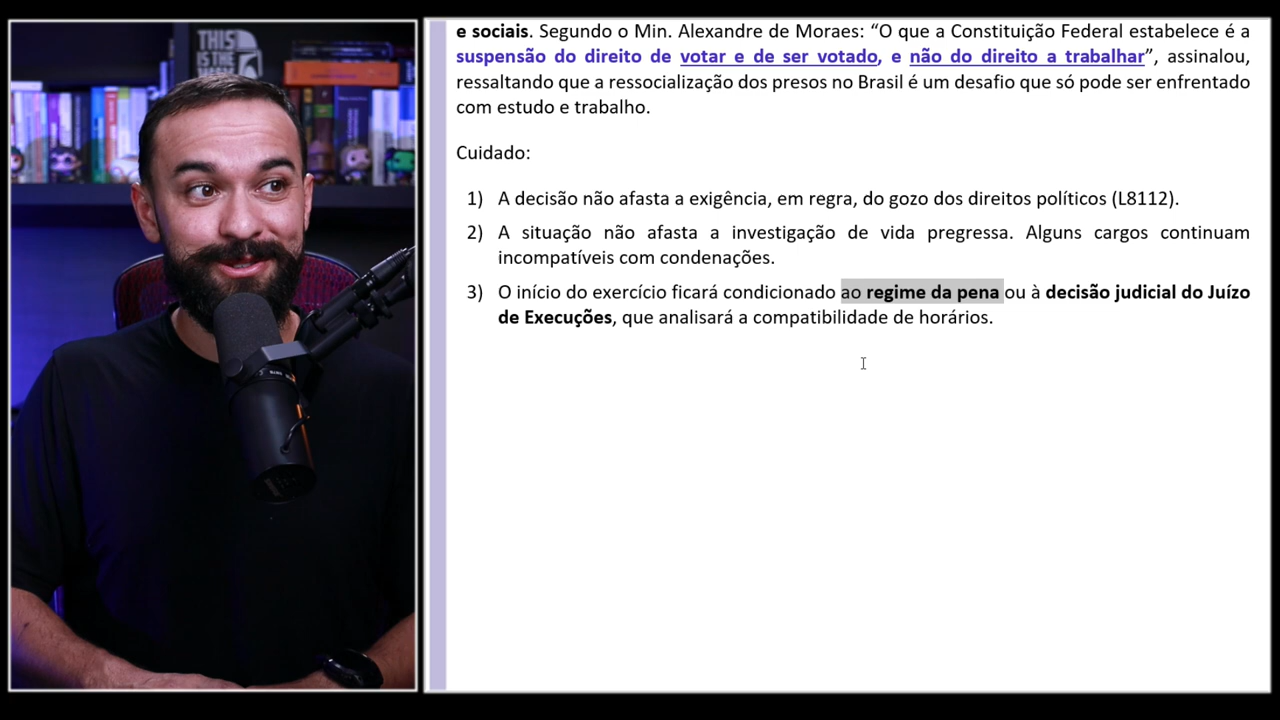 THIS
IS THE
e sociais. Segundo o Min. Alexandre de Moraes: “O que a Constituição Federal estabelece é a
suspensão do direito de votar e de ser votado, e não do direito a trabalhar”, assinalou,
ressaltando que a ressocialização dos presos no Brasil é um desafio que só pode ser enfrentado
com estudo e trabalho.
Cuidado:
1) A decisão não afasta a exigência, em regra, do gozo dos direitos políticos (L8112).
2) A situação não afasta a investigação de vida pregressa. Alguns cargos continuam
incompatíveis com condenações.
3) O início do exercício ficará condicionado ao regime da pena ou à decisão judicial do Juízo
de Execuções, que analisará a compatibilidade de horários.